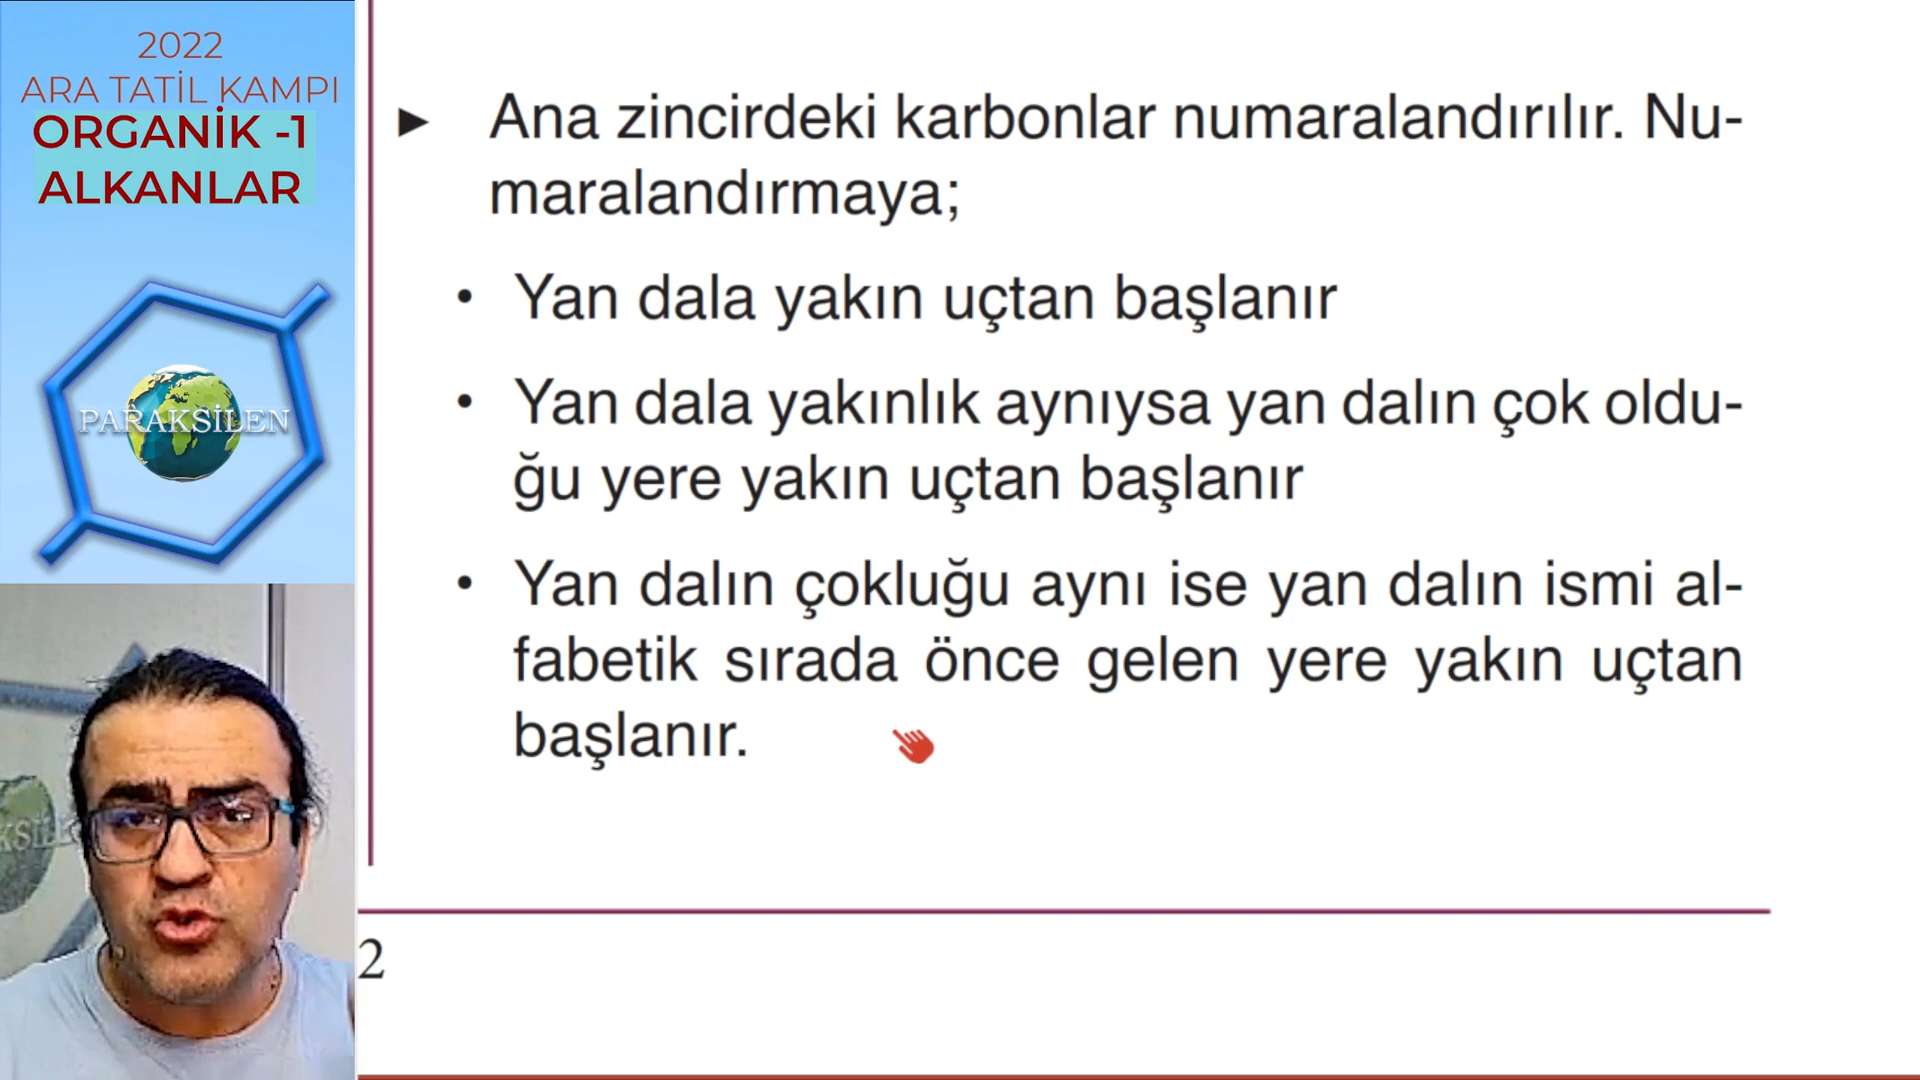 2022
ARA TATİL KAMPI
ORGANİK -1
ALKANLAR
PARAKSİLEN
► Ana zincirdeki karbonlar numaralandırılır. Nu-
maralandırmaya;
• Yan dala yakın uçtan başlanır
• Yan dala yakınlık aynıysa yan dalın çok oldu-
ğu yere yakın uçtan başlanır
• Yan dalın çokluğu aynı ise yan dalın ismi al-
fabetik sırada önce gelen yere yakın uçtan
başlanır.
2